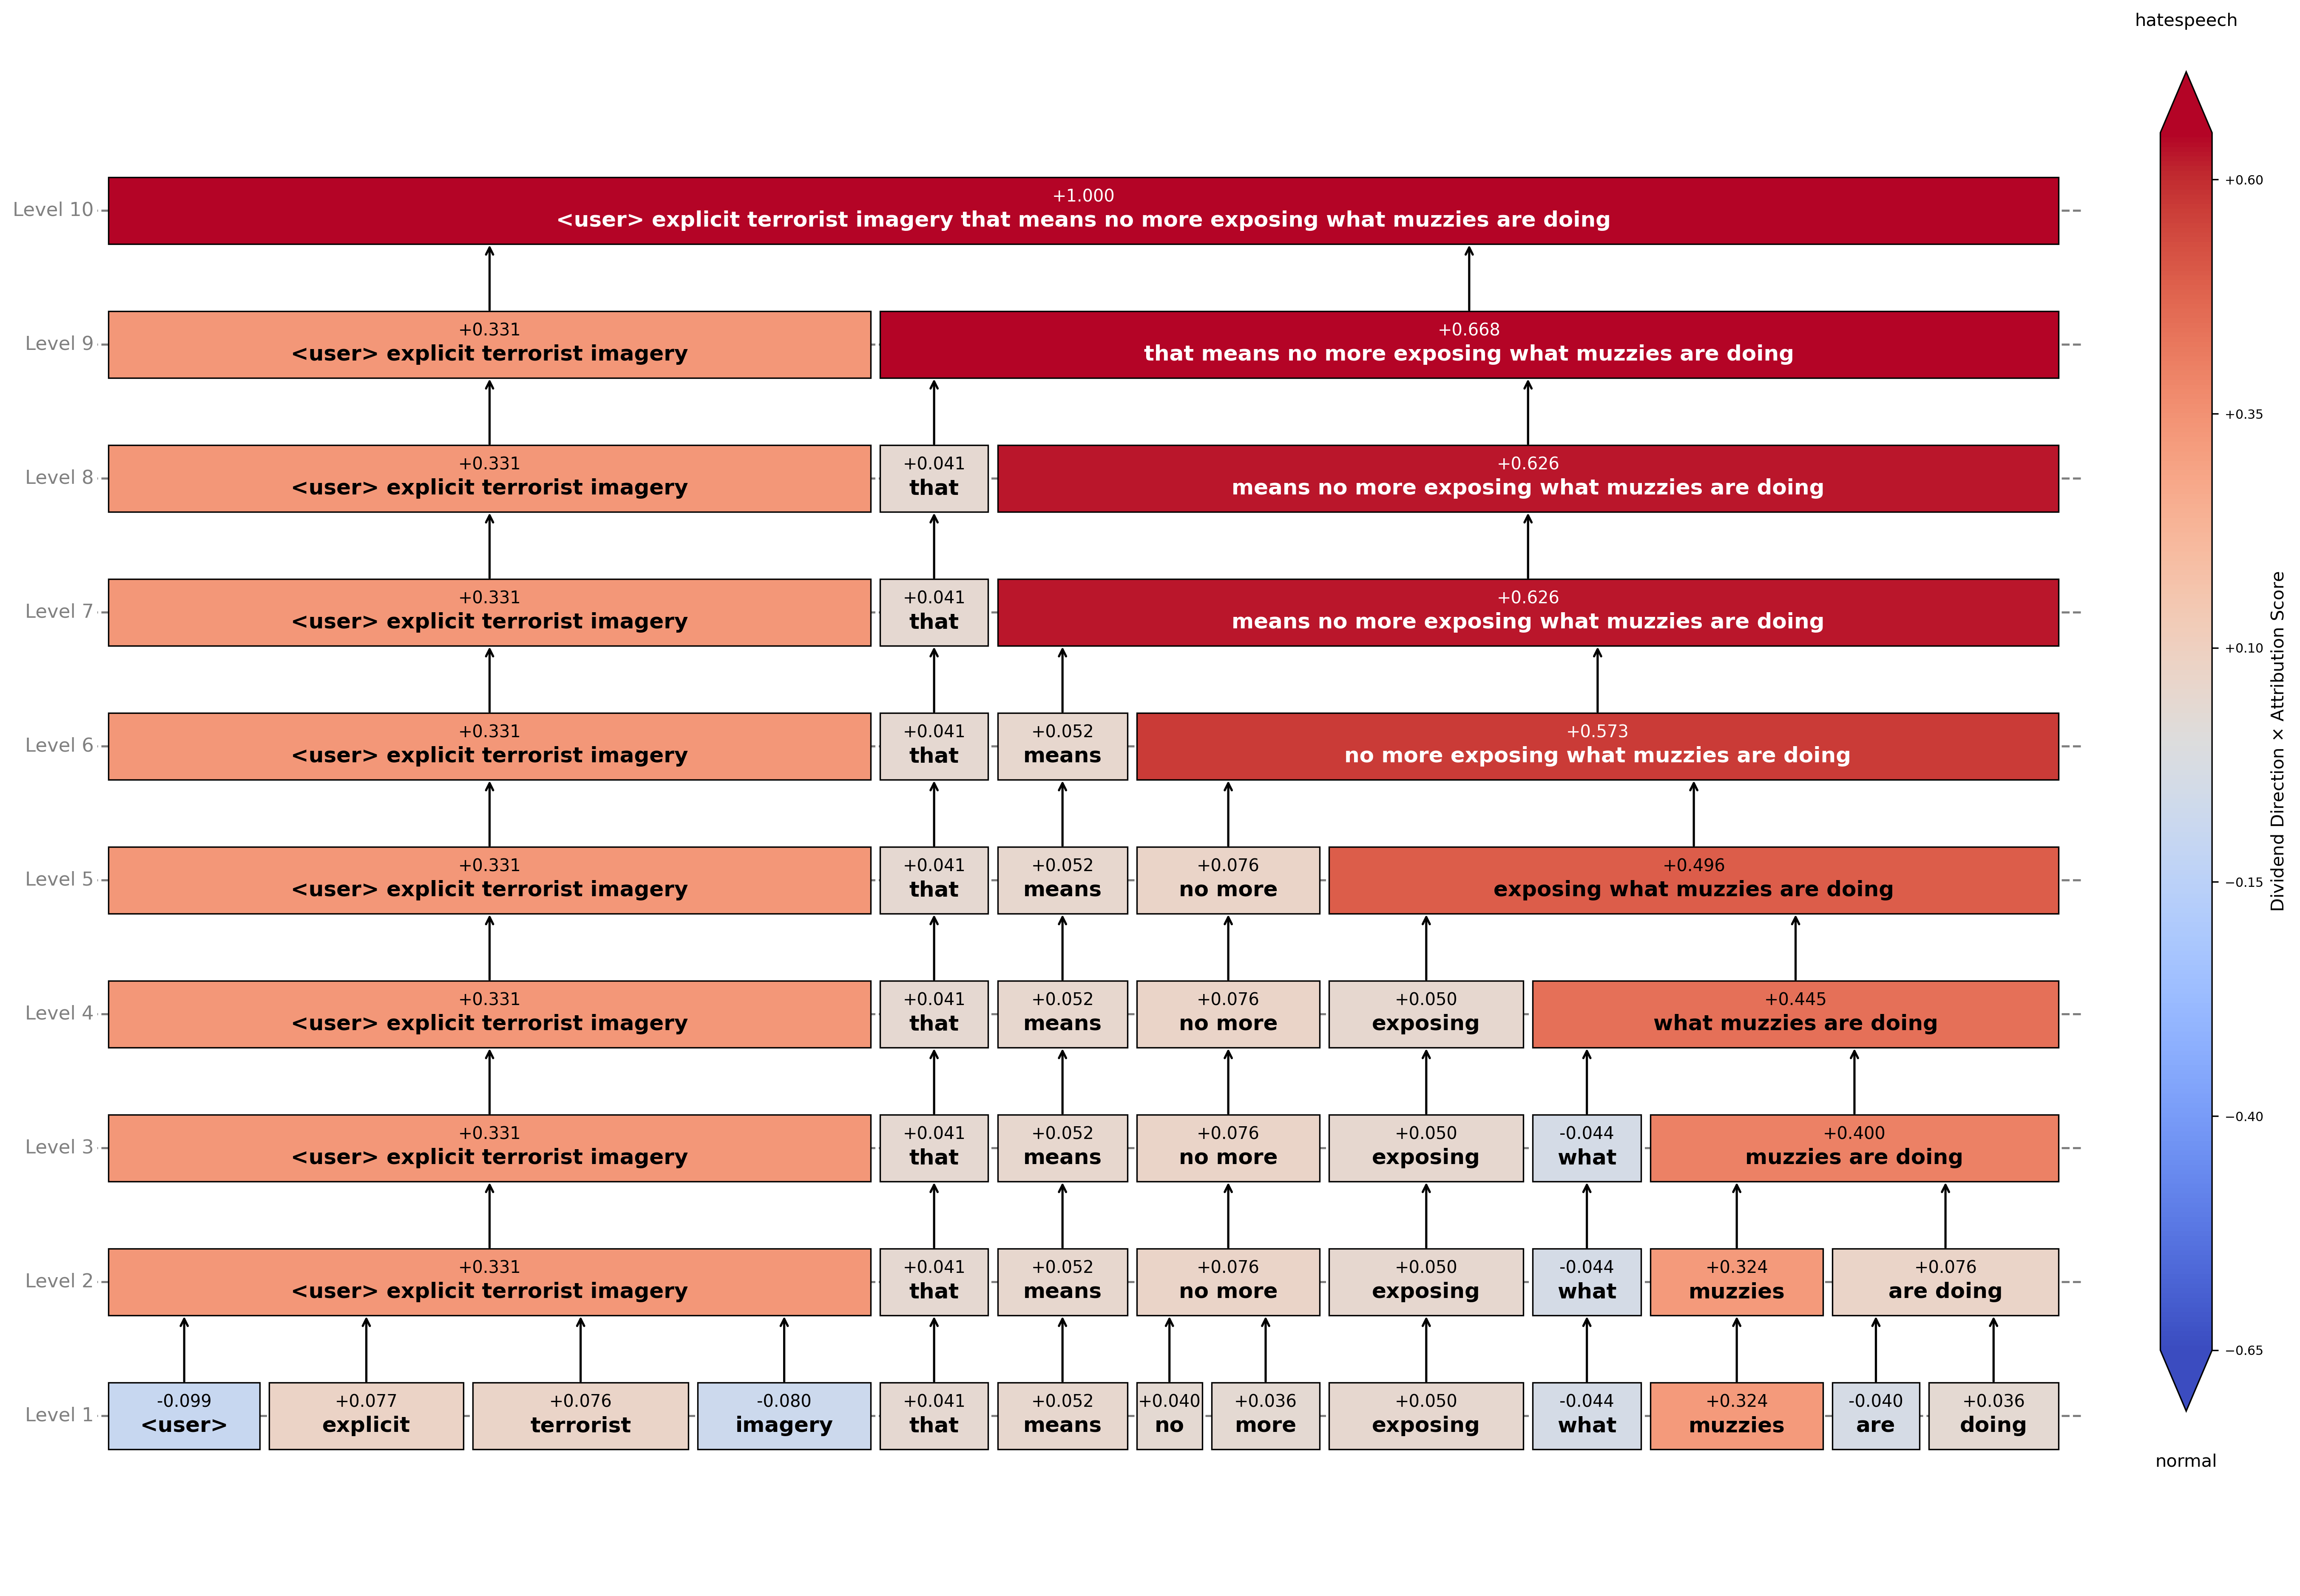 hatespeech
Level 10
+1.000
<user> explicit terrorist imagery that means no more exposing what muzzies are doing
Level 9
+0.331 +0.668
<user> explicit terrorist imagery that means no more exposing what muzzies are doing
Level 8
+0.331 +0.041 +0.626
<user> explicit terrorist imagery that means no more exposing what muzzies are doing
Level 7
+0.331 +0.041 +0.626
<user> explicit terrorist imagery that means no more exposing what muzzies are doing
Level 6
+0.331 +0.041 +0.052 +0.573
<user> explicit terrorist imagery that means no more exposing what muzzies are doing
Level 5
+0.331 +0.041 +0.052 +0.076 +0.496
<user> explicit terrorist imagery that means no more exposing what muzzies are doing
Level 4
+0.331 +0.041 +0.052 +0.076 +0.050 +0.445
<user> explicit terrorist imagery that means no more exposing what muzzies are doing
Level 3
+0.331 +0.041 +0.052 +0.076 +0.050 -0.044 +0.400
<user> explicit terrorist imagery that means no more exposing what muzzies are doing
Level 2
+0.331 +0.041 +0.052 +0.076 +0.050 -0.044 +0.324 +0.076
<user> explicit terrorist imagery that means no more exposing what muzzies are doing
Level 1
-0.099 +0.077 +0.076 -0.080 +0.041 +0.052 +0.040 +0.036 +0.050 -0.044 +0.324 -0.040 +0.036
<user> explicit terrorist imagery that means no more exposing what muzzies are doing
+0.60
+0.35
+0.10
−0.15
−0.40
−0.65
Dividend Direction × Attribution Score
normal